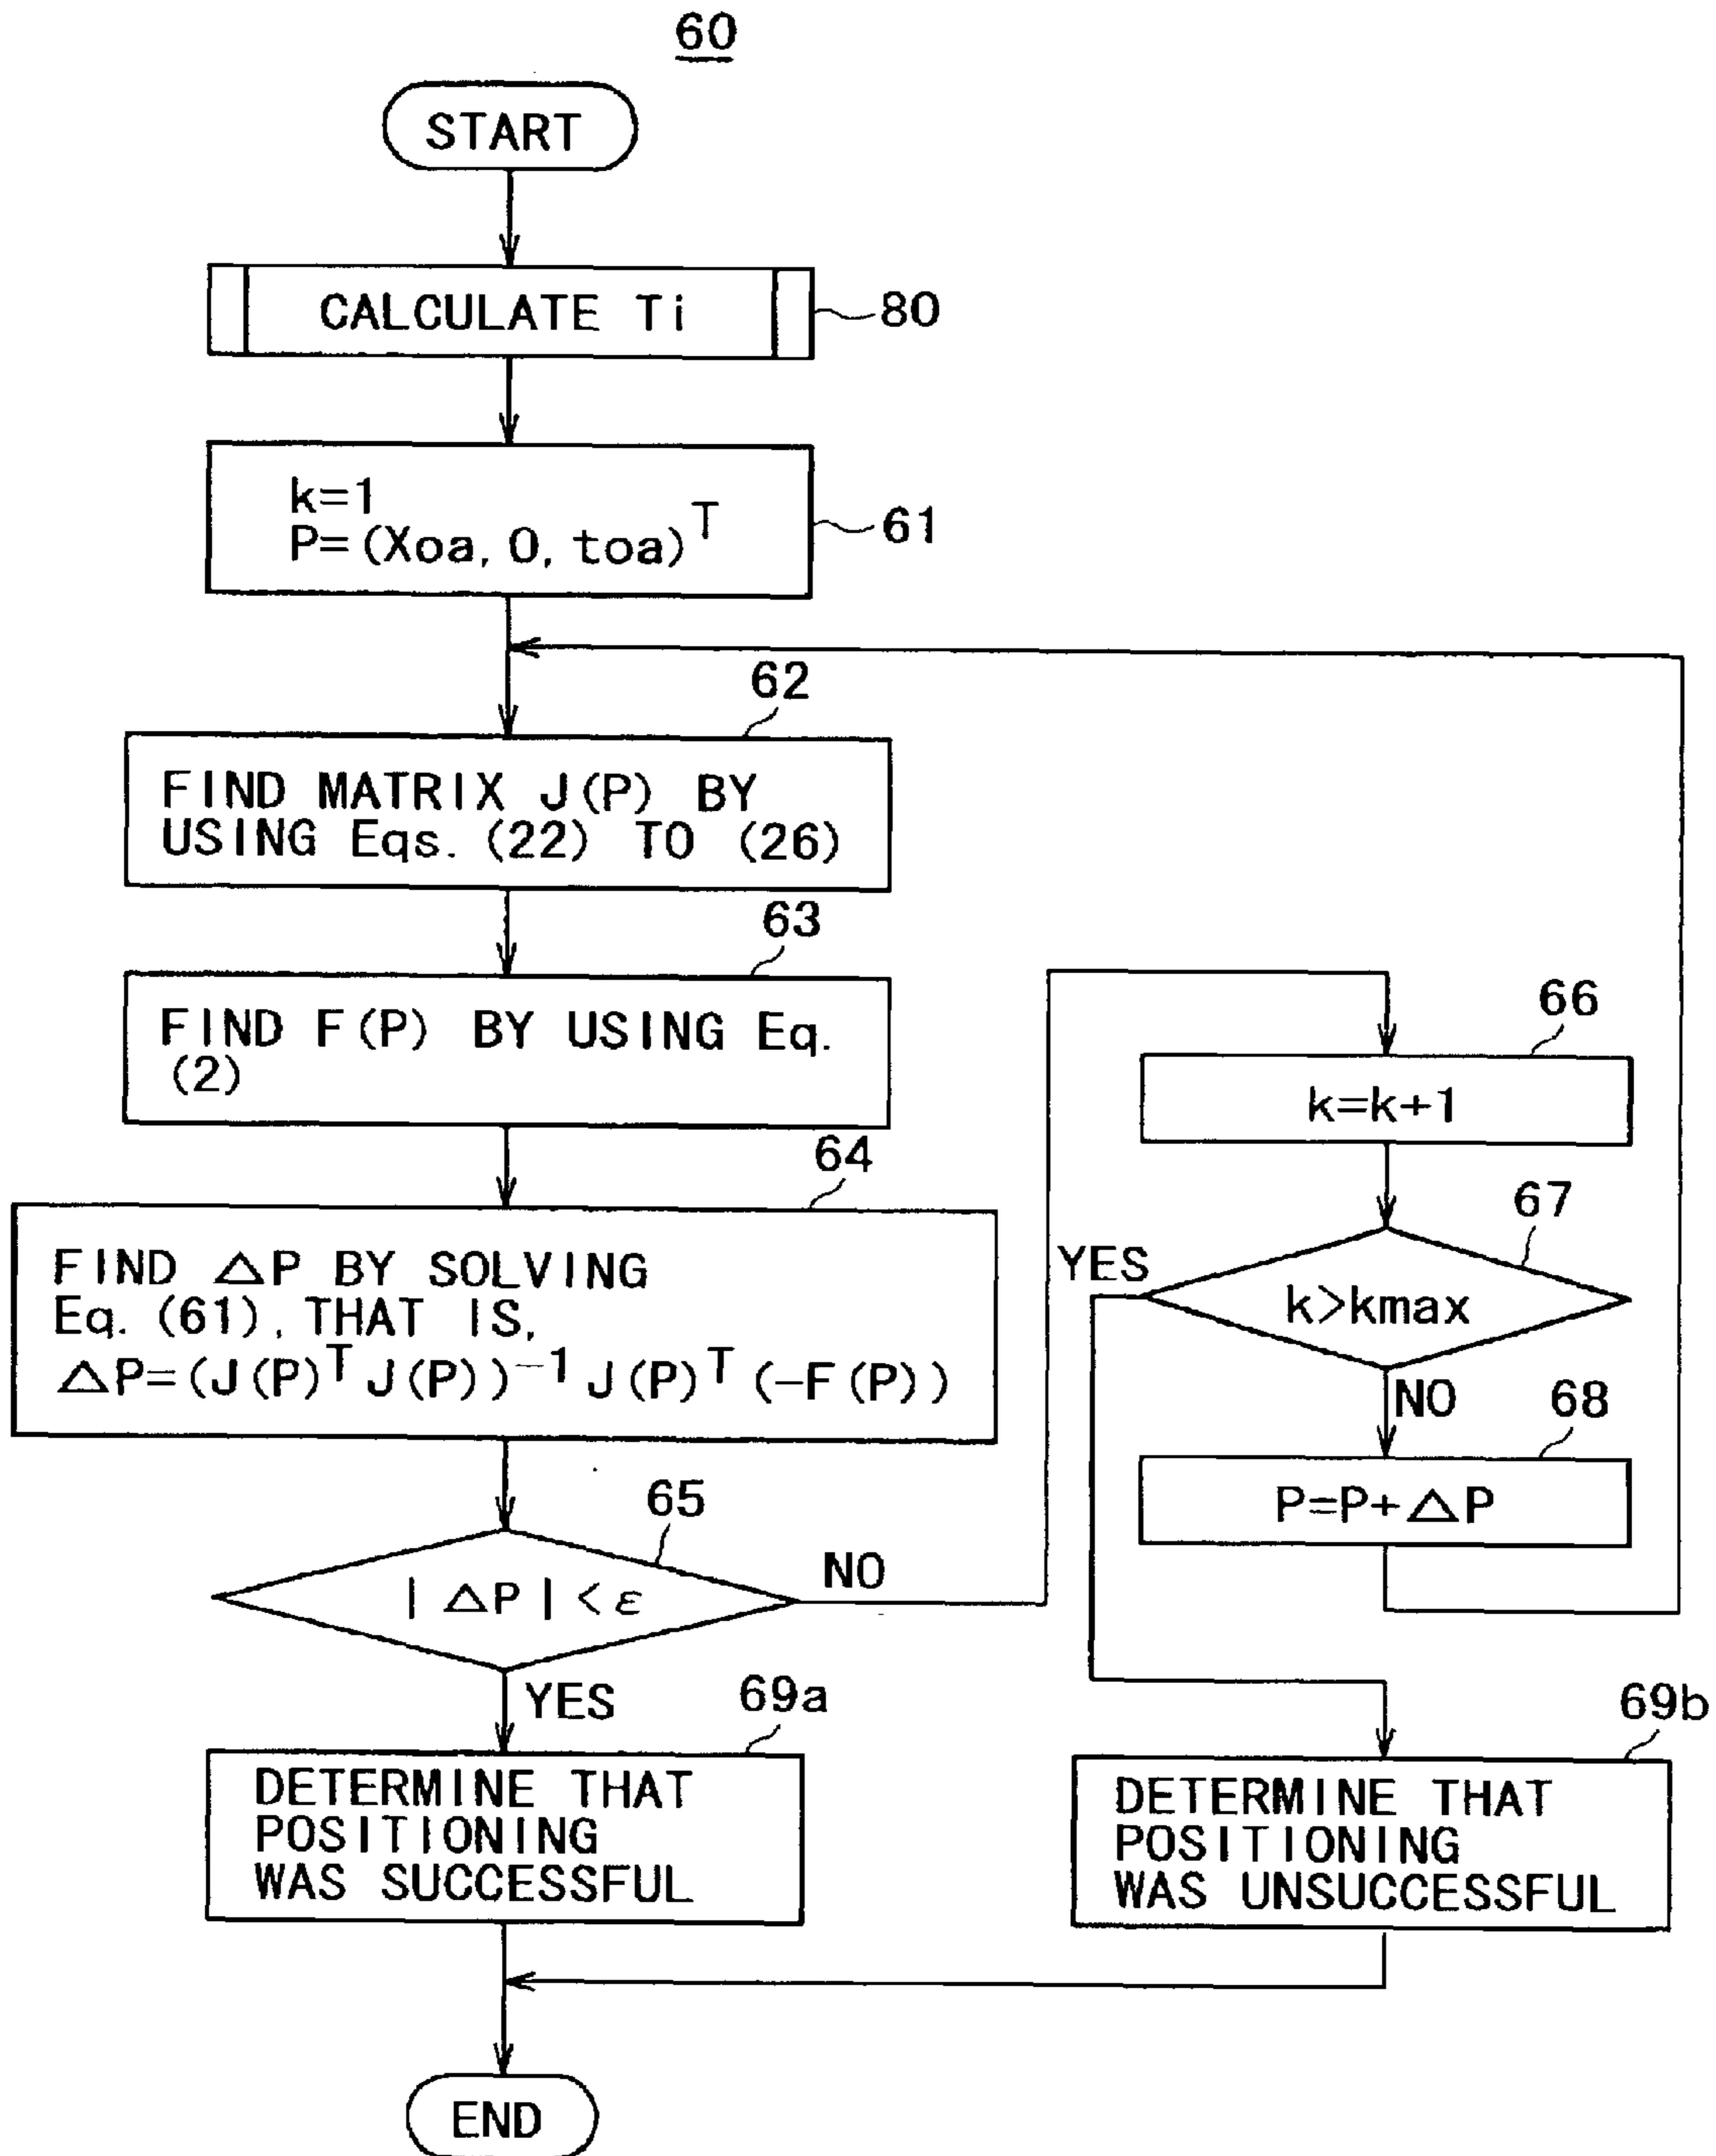 60
START
CALCULATE Ti
80
k=1
P=(Xoa, 0, toa)^T
61
62
FIND MATRIX J(P) BY
USING Eqs. (22) TO (26)
63
FIND F(P) BY USING Eq.
(2)
64
FIND △P BY SOLVING
Eq. (61), THAT IS,
△P=(J(P)^T J(P))^-1 J(P)^T (-F(P))
65
| △P | < ε
NO
YES
66
k=k+1
67
YES
k>kmax
NO
68
P=P+△P
69a
DETERMINE THAT
POSITIONING
WAS SUCCESSFUL
69b
DETERMINE THAT
POSITIONING
WAS UNSUCCESSFUL
END